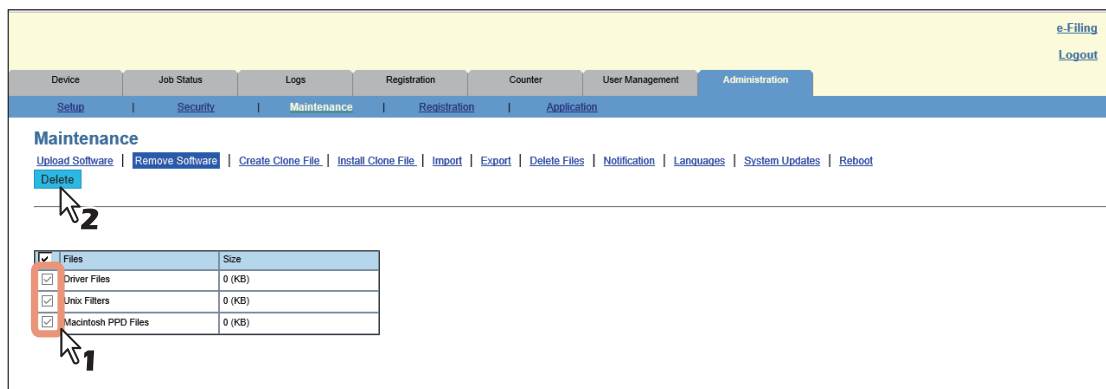 e-Filing
Logout
Device Job Status Logs Registration Counter User Management Administration
Setup | Security | Maintenance | Registration | Application
Maintenance
Upload Software | Remove Software | Create Clone File | Install Clone File | Import | Export | Delete Files | Notification | Languages | System Updates | Reboot
Delete
2
Files Size
Driver Files 0 (KB)
Unix Filters 0 (KB)
Macintosh PPD Files 0 (KB)
1